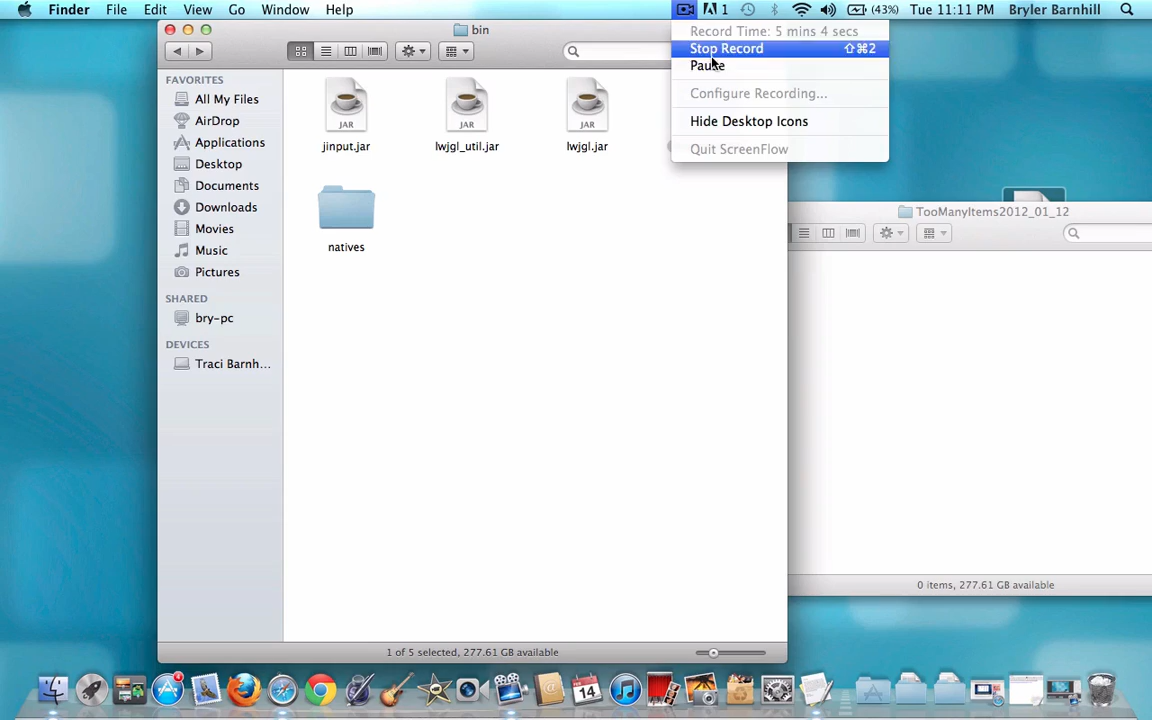 Finder File Edit View Go Window Help 1 (43%) Tue 11:11 PM Bryler Barnhill
Record Time: 5 mins 4 secs
Stop Record ⇧⌘2
Pause
Configure Recording...
Hide Desktop Icons
Quit ScreenFlow
bin
FAVORITES
All My Files
AirDrop
Applications
Desktop
Documents
Downloads
Movies
Music
Pictures
SHARED
bry-pc
DEVICES
Traci Barnh...
JAR JAR JAR
jinput.jar lwjgl_util.jar lwjgl.jar
natives
1 of 5 selected, 277.61 GB available
TooManyItems2012_01_12
0 items, 277.61 GB available
4
14